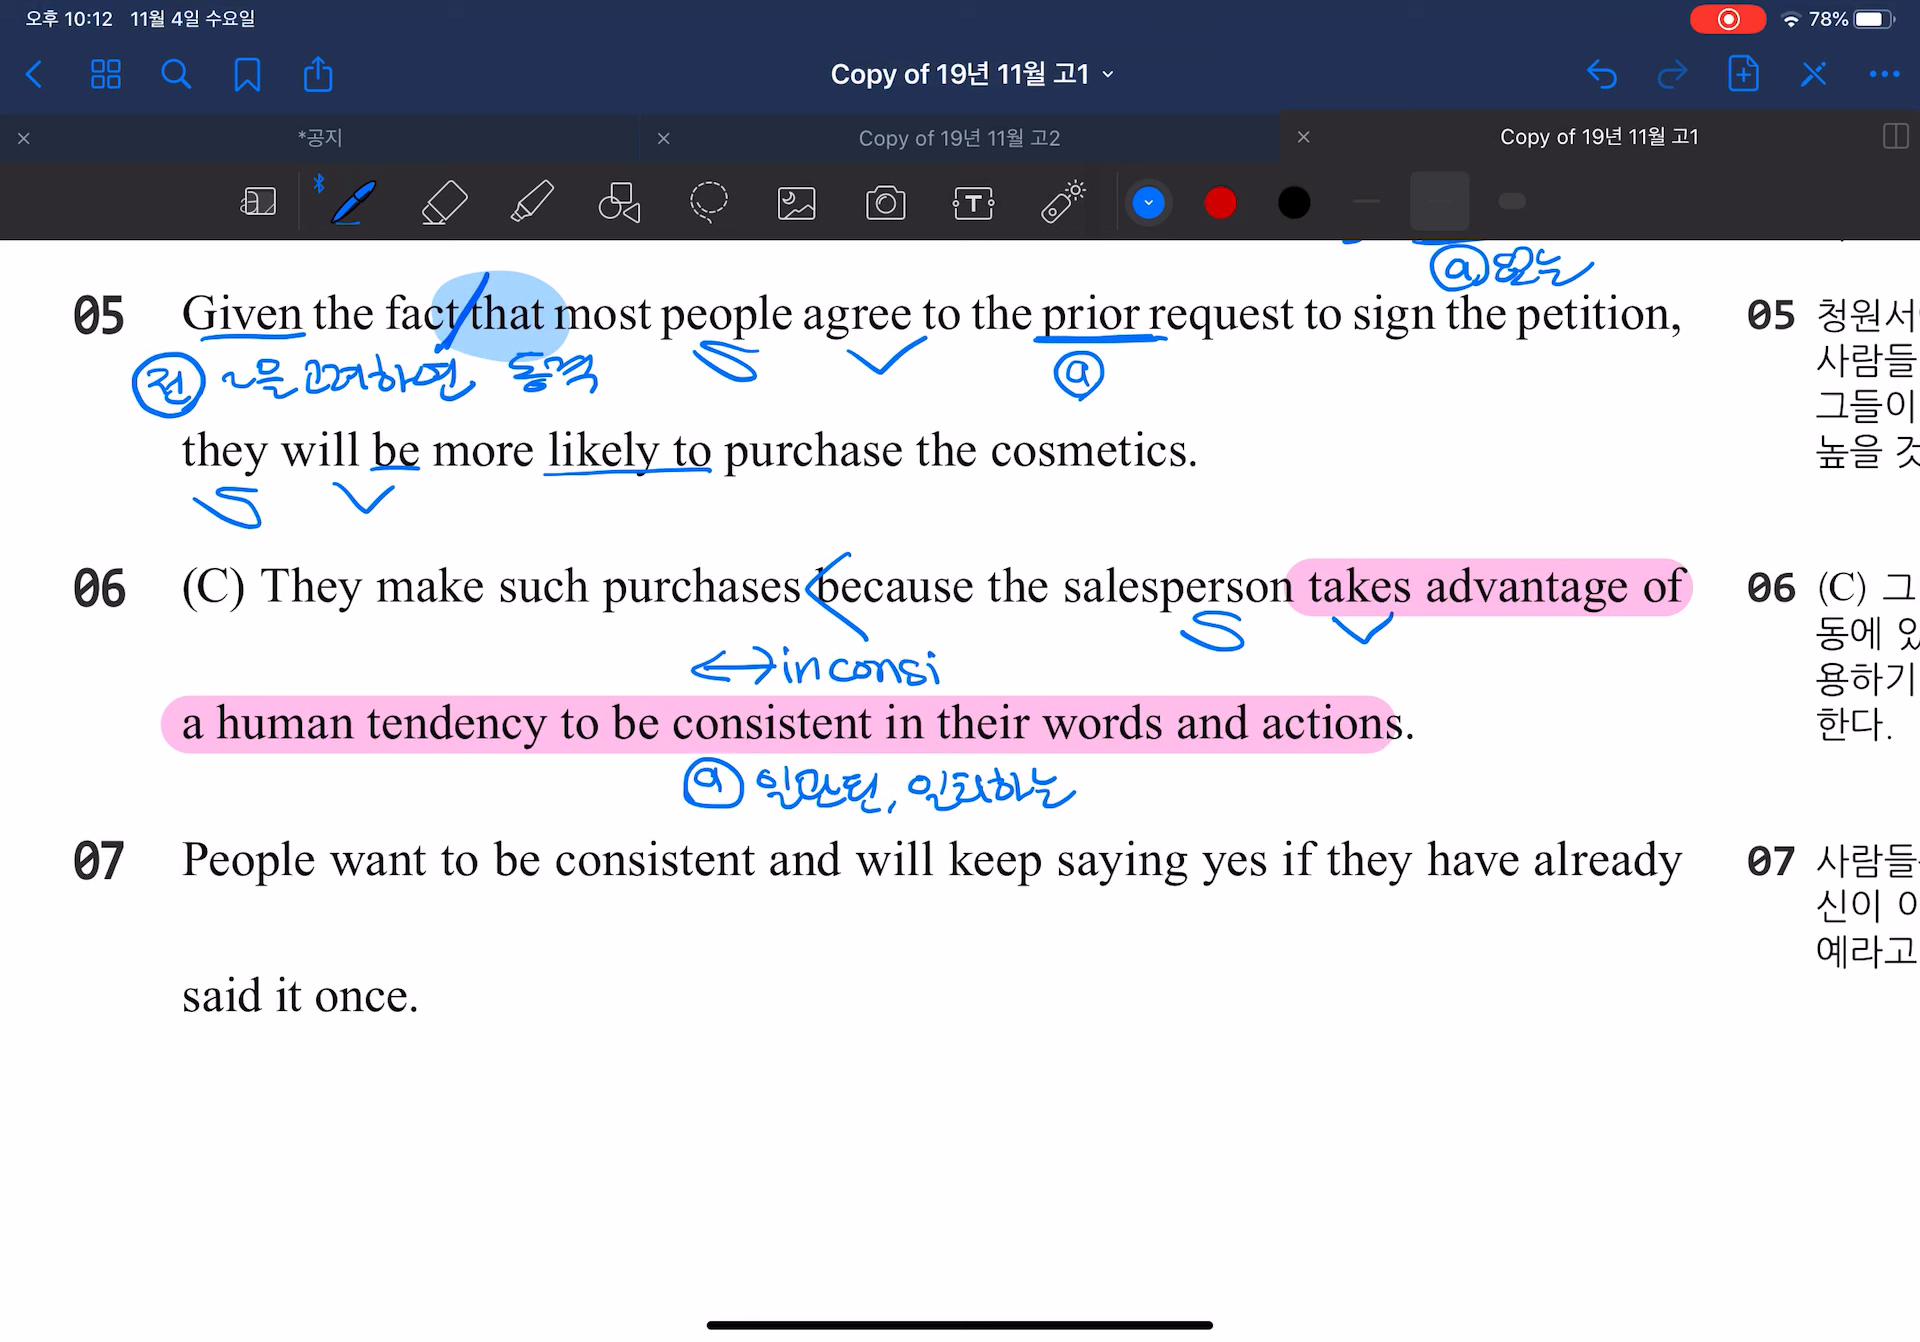 오후 10:12 11월 4일 수요일
78%
Copy of 19년 11월 고1
*공지
Copy of 19년 11월 고2
Copy of 19년 11월 고1
ⓐ 없는
05 Given the fact that most people agree to the prior request to sign the petition,
전 ~을 고려하면, 동격 S V ⓐ
they will be more likely to purchase the cosmetics.
S V
06 (C) They make such purchases because the salesperson takes advantage of
S V
↔ inconsi
a human tendency to be consistent in their words and actions.
ⓐ 일관된, 일치하는
07 People want to be consistent and will keep saying yes if they have already
said it once.
05 청원서
사람들
그들이
높을 것
06 (C) 그
동에 있
용하기
한다.
07 사람들
신이 이
예라고